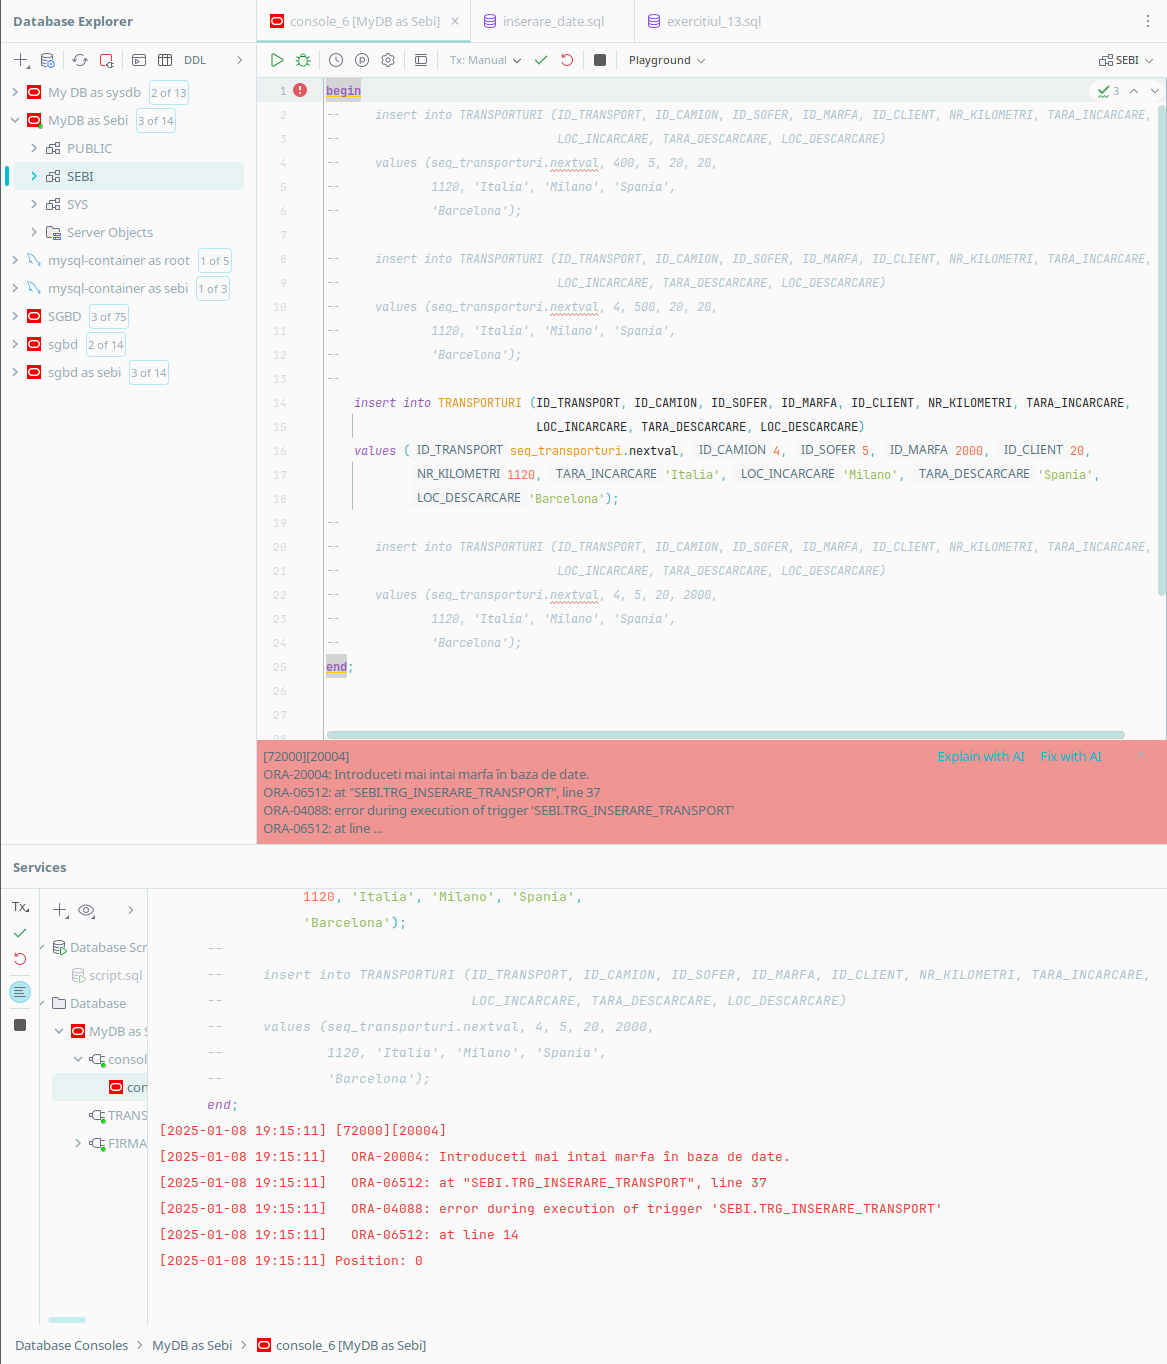 Database Explorer
console_6 [MyDB as Sebi]
inserare_date.sql
exercitiul_13.sql
DDL
Tx: Manual
Playground
SEBI
My DB as sysdb 2 of 13
MyDB as Sebi 3 of 14
PUBLIC
SEBI
SYS
Server Objects
mysql-container as root 1 of 5
mysql-container as sebi 1 of 3
SGBD 3 of 75
sgbd 2 of 14
sgbd as sebi 3 of 14
3
1 begin
2 -- insert into TRANSPORTURI (ID_TRANSPORT, ID_CAMION, ID_SOFER, ID_MARFA, ID_CLIENT, NR_KILOMETRI, TARA_INCARCARE,
3 -- LOC_INCARCARE, TARA_DESCARCARE, LOC_DESCARCARE)
4 -- values (seq_transporturi.nextval, 400, 5, 20, 20,
5 -- 1120, 'Italia', 'Milano', 'Spania',
6 -- 'Barcelona');
7
8 -- insert into TRANSPORTURI (ID_TRANSPORT, ID_CAMION, ID_SOFER, ID_MARFA, ID_CLIENT, NR_KILOMETRI, TARA_INCARCARE,
9 -- LOC_INCARCARE, TARA_DESCARCARE, LOC_DESCARCARE)
10 -- values (seq_transporturi.nextval, 4, 500, 20, 20,
11 -- 1120, 'Italia', 'Milano', 'Spania',
12 -- 'Barcelona');
13 --
14 insert into TRANSPORTURI (ID_TRANSPORT, ID_CAMION, ID_SOFER, ID_MARFA, ID_CLIENT, NR_KILOMETRI, TARA_INCARCARE,
15 LOC_INCARCARE, TARA_DESCARCARE, LOC_DESCARCARE)
16 values ( ID_TRANSPORT seq_transporturi.nextval, ID_CAMION 4, ID_SOFER 5, ID_MARFA 2000, ID_CLIENT 20,
17 NR_KILOMETRI 1120, TARA_INCARCARE 'Italia', LOC_INCARCARE 'Milano', TARA_DESCARCARE 'Spania',
18 LOC_DESCARCARE 'Barcelona');
19 --
20 -- insert into TRANSPORTURI (ID_TRANSPORT, ID_CAMION, ID_SOFER, ID_MARFA, ID_CLIENT, NR_KILOMETRI, TARA_INCARCARE,
21 -- LOC_INCARCARE, TARA_DESCARCARE, LOC_DESCARCARE)
22 -- values (seq_transporturi.nextval, 4, 5, 20, 2000,
23 -- 1120, 'Italia', 'Milano', 'Spania',
24 -- 'Barcelona');
25 end;
26
27
28
[72000][20004]
Explain with AI Fix with AI
ORA-20004: Introduceti mai intai marfa în baza de date.
ORA-06512: at "SEBI.TRG_INSERARE_TRANSPORT", line 37
ORA-04088: error during execution of trigger 'SEBI.TRG_INSERARE_TRANSPORT'
ORA-06512: at line ...
Services
Tx
Database Scr
script.sql
Database
MyDB as S
consol
con
TRANS
FIRMA
1120, 'Italia', 'Milano', 'Spania',
'Barcelona');
--
-- insert into TRANSPORTURI (ID_TRANSPORT, ID_CAMION, ID_SOFER, ID_MARFA, ID_CLIENT, NR_KILOMETRI, TARA_INCARCARE,
-- LOC_INCARCARE, TARA_DESCARCARE, LOC_DESCARCARE)
-- values (seq_transporturi.nextval, 4, 5, 20, 2000,
-- 1120, 'Italia', 'Milano', 'Spania',
-- 'Barcelona');
end;
[2025-01-08 19:15:11] [72000][20004]
[2025-01-08 19:15:11] ORA-20004: Introduceti mai intai marfa în baza de date.
[2025-01-08 19:15:11] ORA-06512: at "SEBI.TRG_INSERARE_TRANSPORT", line 37
[2025-01-08 19:15:11] ORA-04088: error during execution of trigger 'SEBI.TRG_INSERARE_TRANSPORT'
[2025-01-08 19:15:11] ORA-06512: at line 14
[2025-01-08 19:15:11] Position: 0
Database Consoles
MyDB as Sebi
console_6 [MyDB as Sebi]